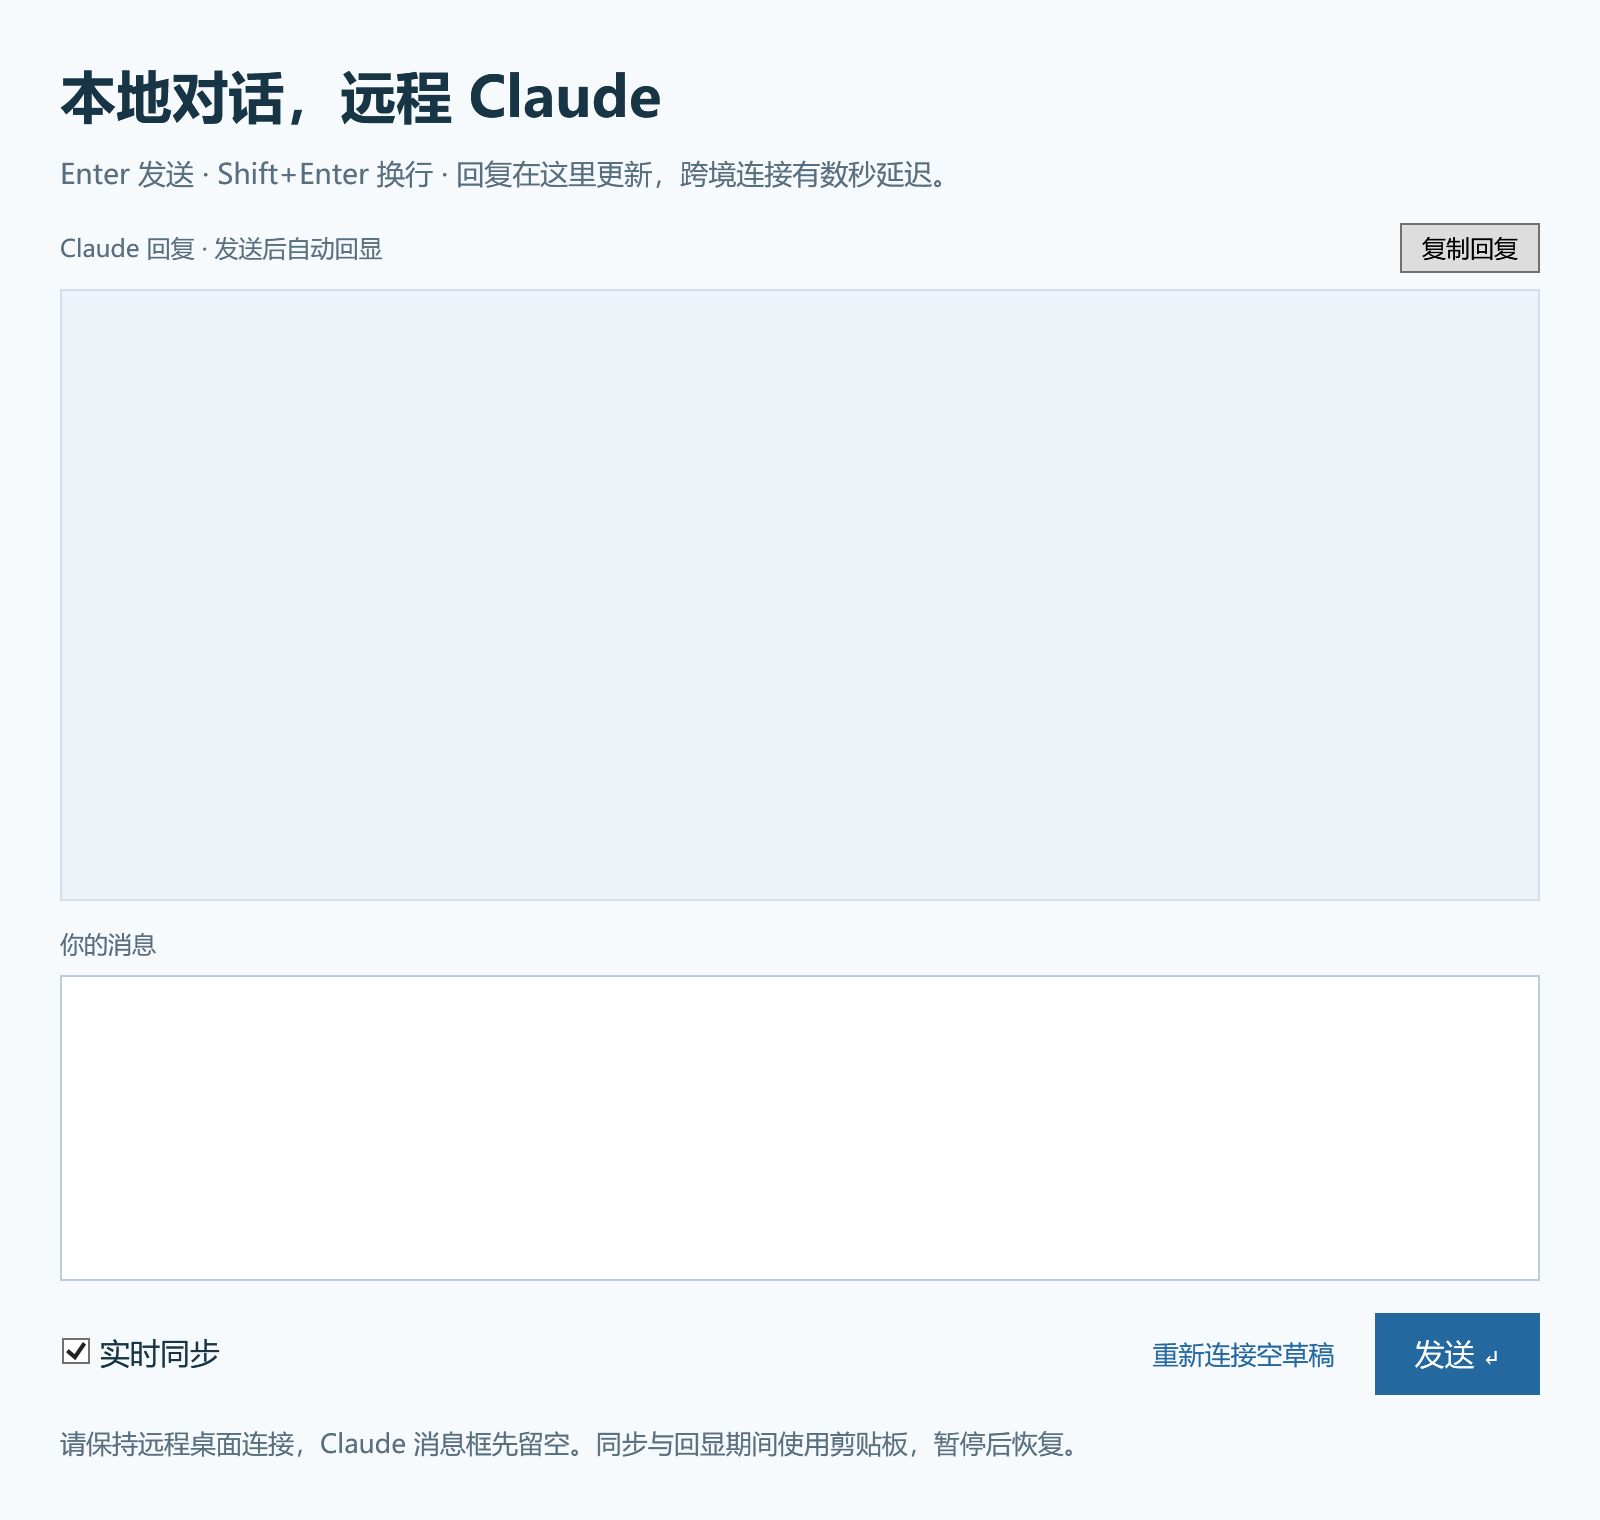 本地对话，远程 Claude
Enter 发送 · Shift+Enter 换行 · 回复在这里更新，跨境连接有数秒延迟。
Claude 回复 · 发送后自动回显
复制回复
你的消息
实时同步
重新连接空草稿
发送 ↵
请保持远程桌面连接，Claude 消息框先留空。同步与回显期间使用剪贴板，暂停后恢复。